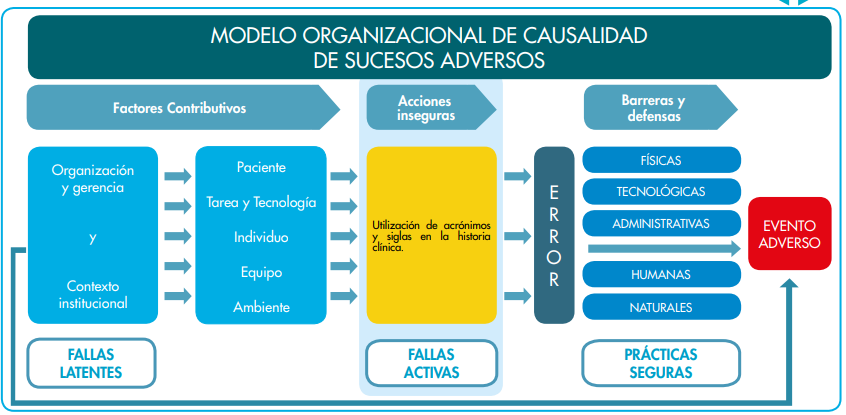 MODELO ORGANIZACIONAL DE CAUSALIDAD
DE SUCESOS ADVERSOS
Factores Contributivos
Acciones
inseguras
Barreras y
defensas
Organización
y gerencia
y
Contexto
institucional
Paciente
Tarea y Tecnología
Individuo
Equipo
Ambiente
Utilización de acrónimos
y siglas en la historia
clínica.
E
R
R
O
R
FÍSICAS
TECNOLÓGICAS
ADMINISTRATIVAS
HUMANAS
NATURALES
EVENTO
ADVERSO
FALLAS
LATENTES
FALLAS
ACTIVAS
PRÁCTICAS
SEGURAS